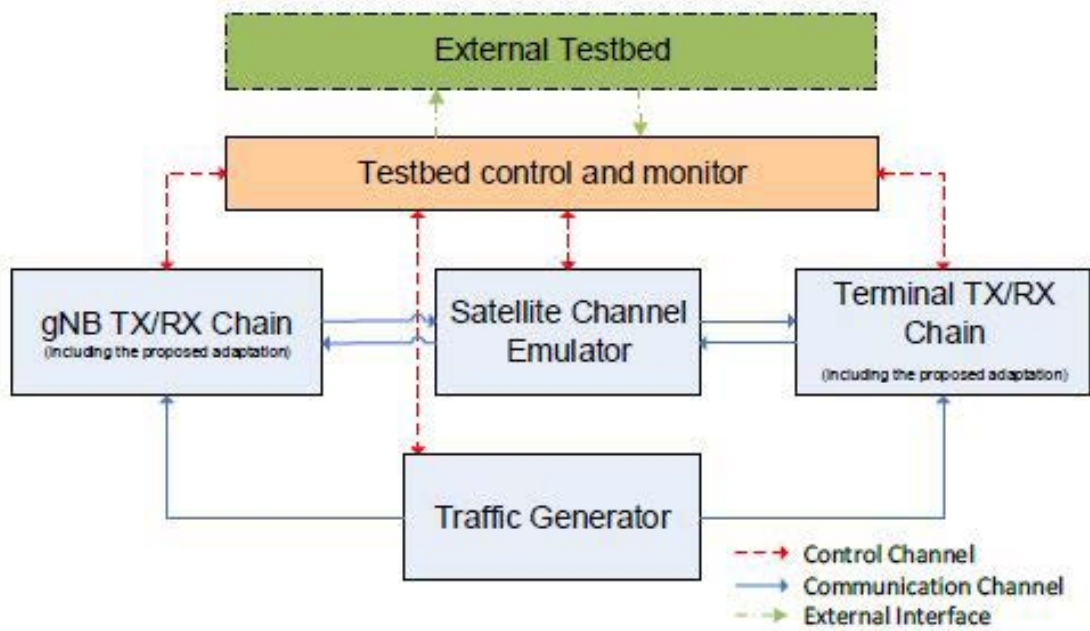 External Testbed
Testbed control and monitor
gNB TX/RX Chain
(including the proposed adaptation)
Satellite Channel
Emulator
Terminal TX/RX
Chain
(including the proposed adaptation)
Traffic Generator
Control Channel
Communication Channel
External Interface